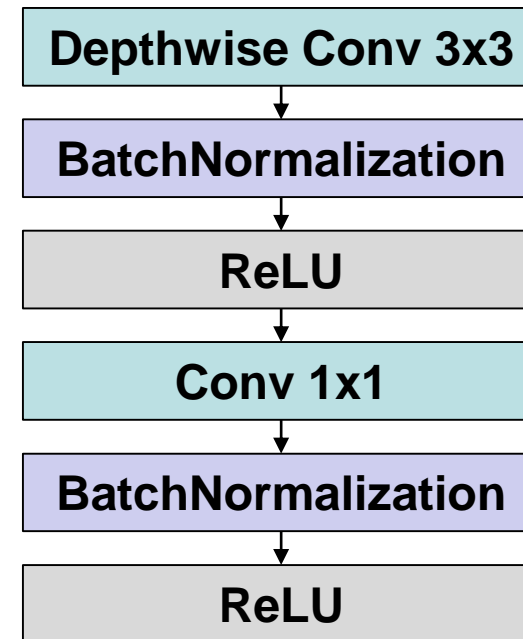 Depthwise Conv 3x3
BatchNormalization
ReLU
Conv 1x1
BatchNormalization
ReLU